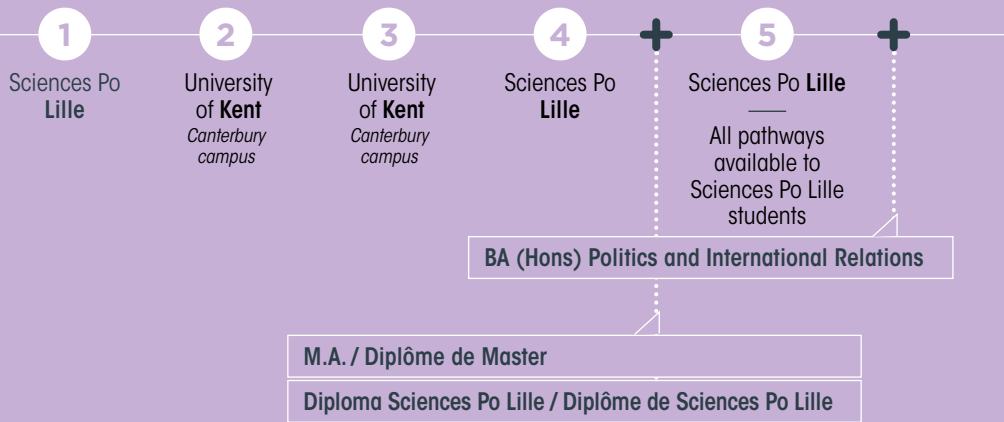 1
Sciences Po
Lille
2
University
of Kent
Canterbury
campus
3
University
of Kent
Canterbury
campus
4
Sciences Po
Lille
+
5
Sciences Po Lille
All pathways
available to
Sciences Po Lille
students
+
BA (Hons) Politics and International Relations
M.A. / Diplôme de Master
Diploma Sciences Po Lille / Diplôme de Sciences Po Lille